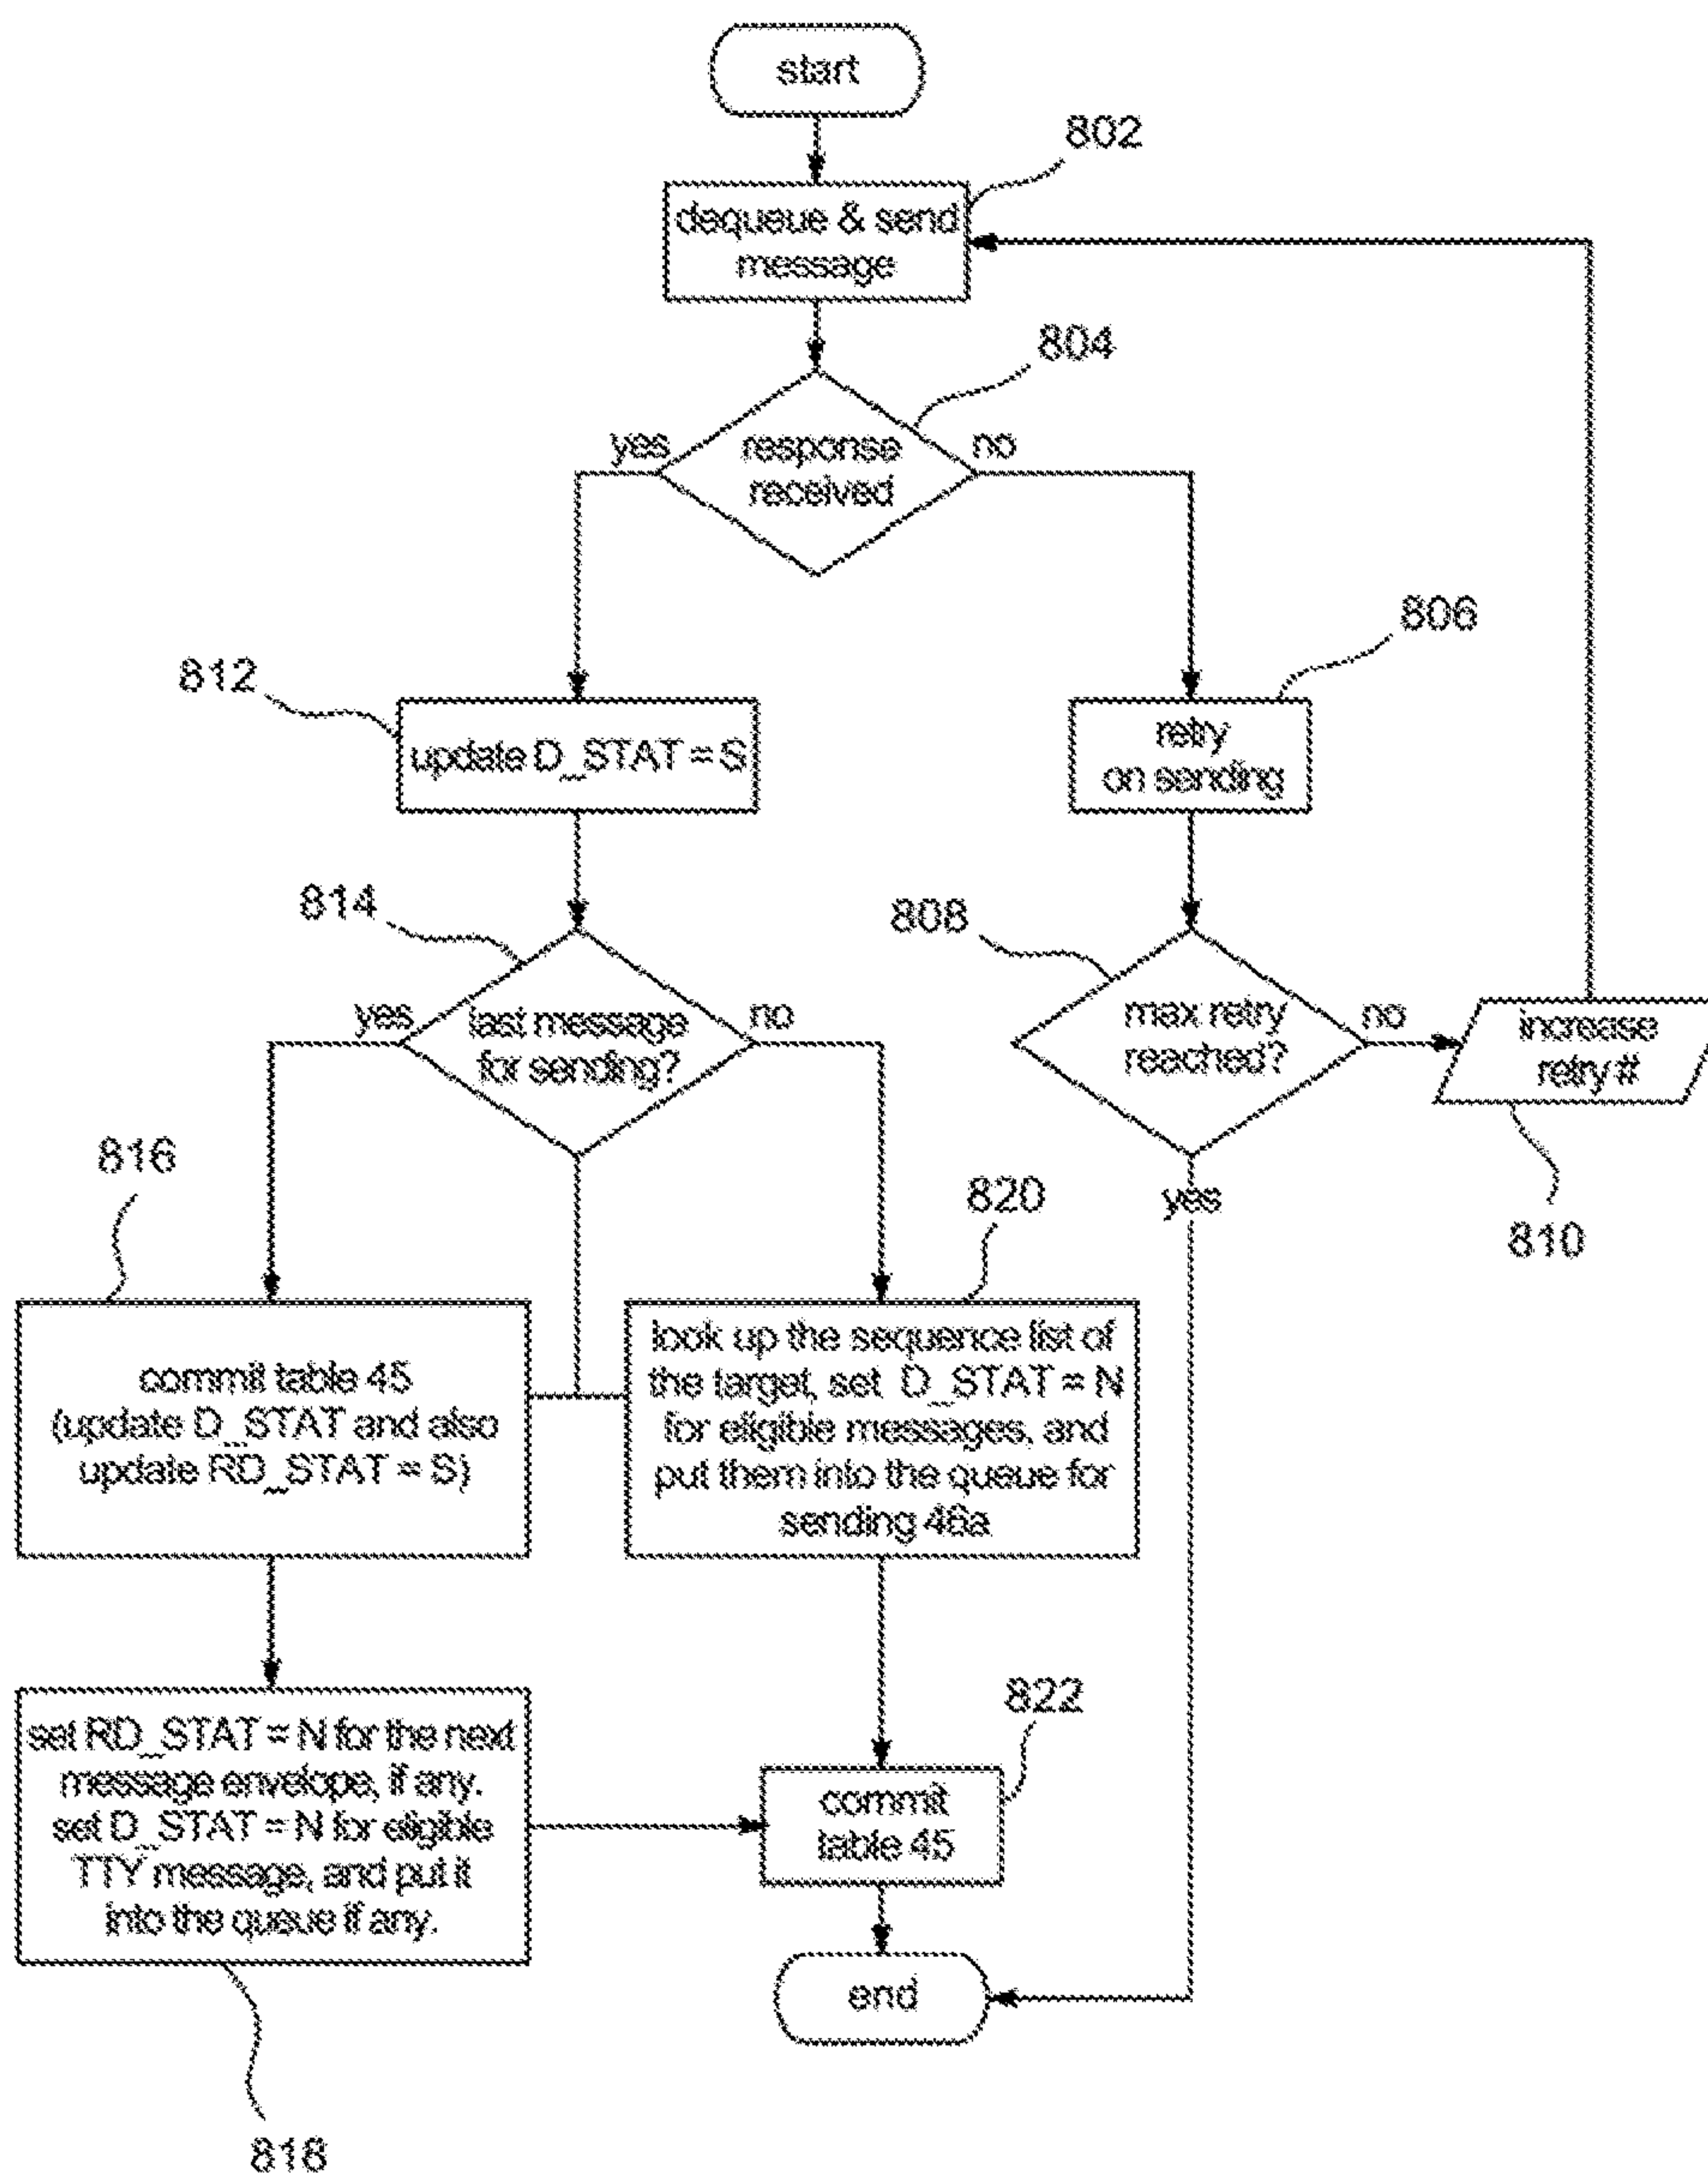 start
802
dequeue & send
message
804
yes
response
received
no
806
812
update D_STAT = S
retry
on sending
814
808
yes
last message
for sending?
no
max retry
reached?
no
increase
retry #
816
820
yes
810
commit table 45
(update D_STAT and also
update RD_STAT = S)
look up the sequence list of
the target, set D_STAT = N
for eligible messages, and
put them into the queue for
sending 46a
822
set RD_STAT = N for the next
message envelope, if any.
set D_STAT = N for eligible
TTY message, and put it
into the queue if any.
commit
table 45
end
818